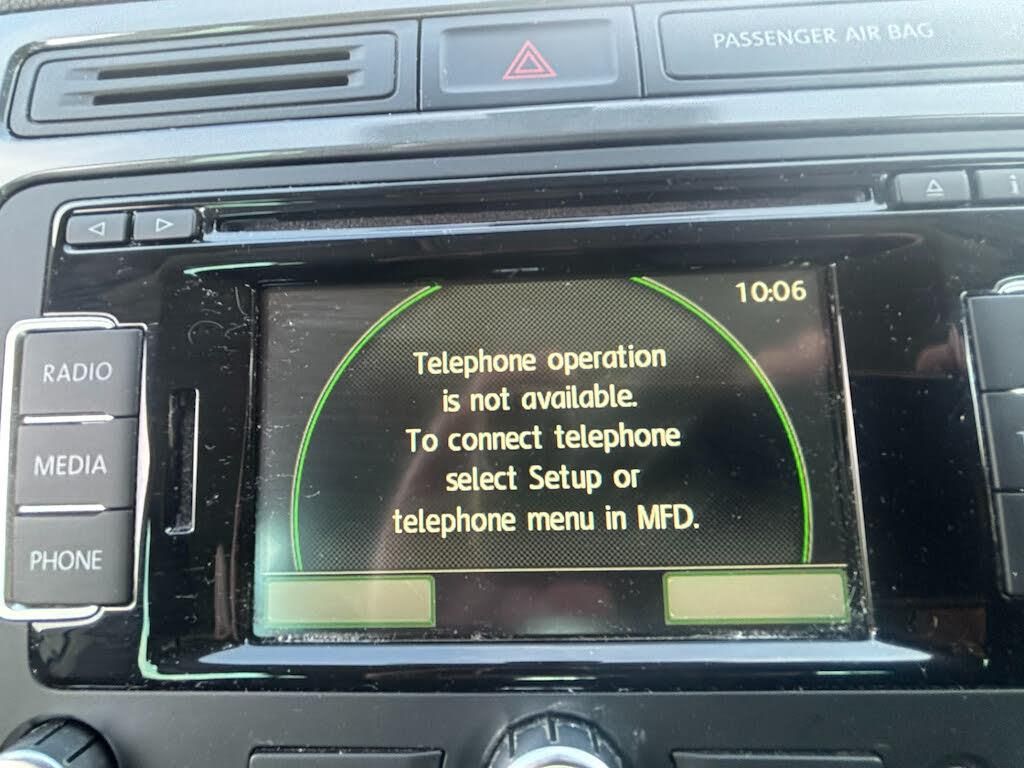 PASSENGER AIR BAG
10:06
Telephone operation
is not available.
To connect telephone
select Setup or
telephone menu in MFD.
RADIO
MEDIA
PHONE